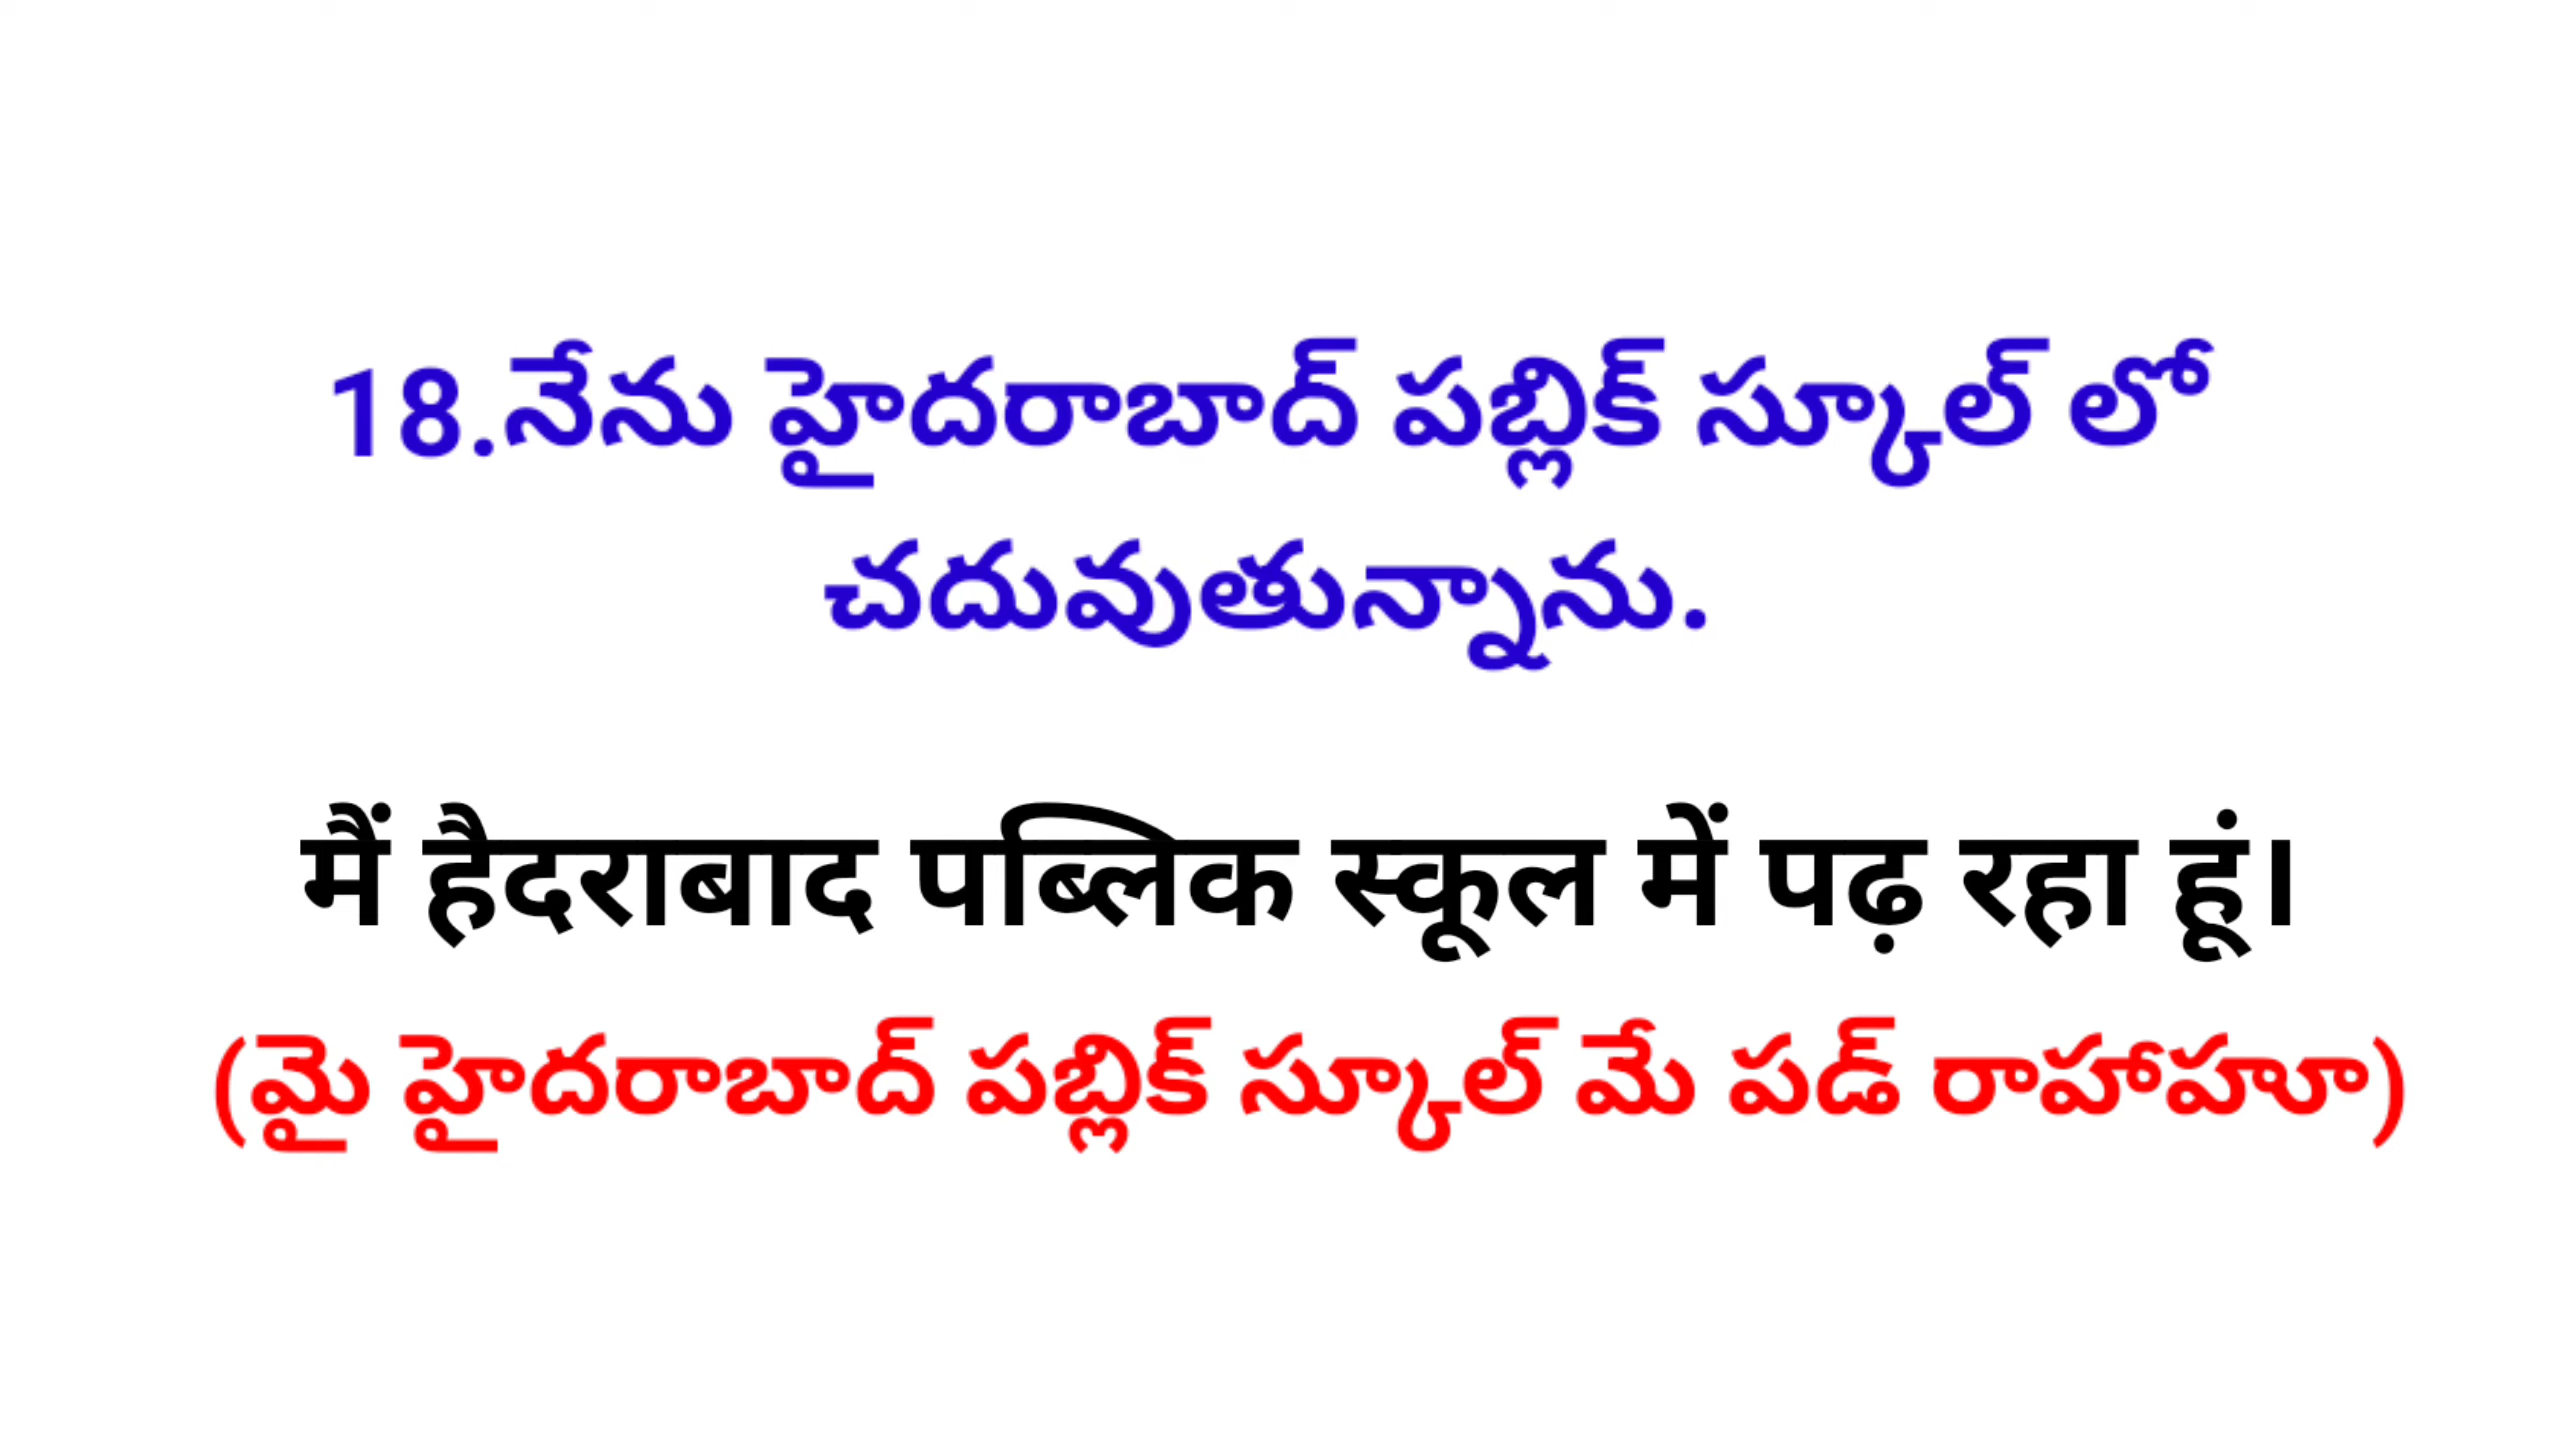 18.నేను హైదరాబాద్ పబ్లిక్ స్కూల్ లో
చదువుతున్నాను.
मैं हैदराबाद पब्लिक स्कूल में पढ़ रहा हूं।
(మై హైదరాబాద్ పబ్లిక్ స్కూల్ మే పడ్ రాహాహూ)